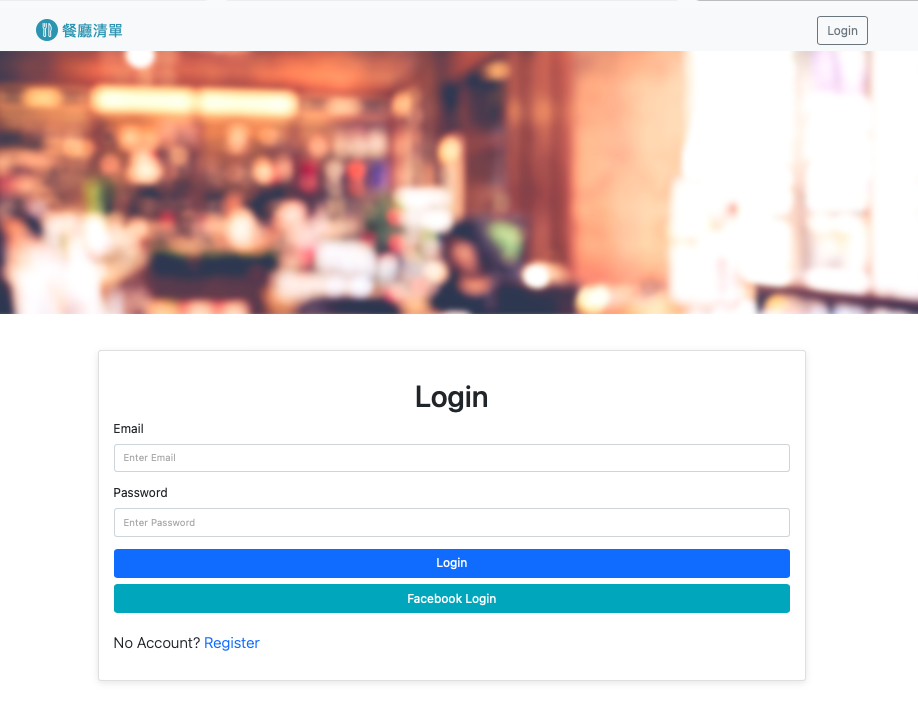 餐廳清單
Login
Login
Email
Enter Email
Password
Enter Password
Login
Facebook Login
No Account? Register